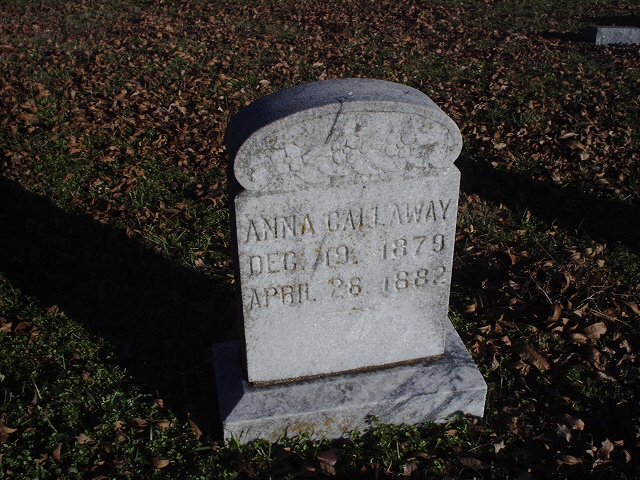 ANNA CALLAWAY
DEC. 19. 1879
APRIL 28. 1882